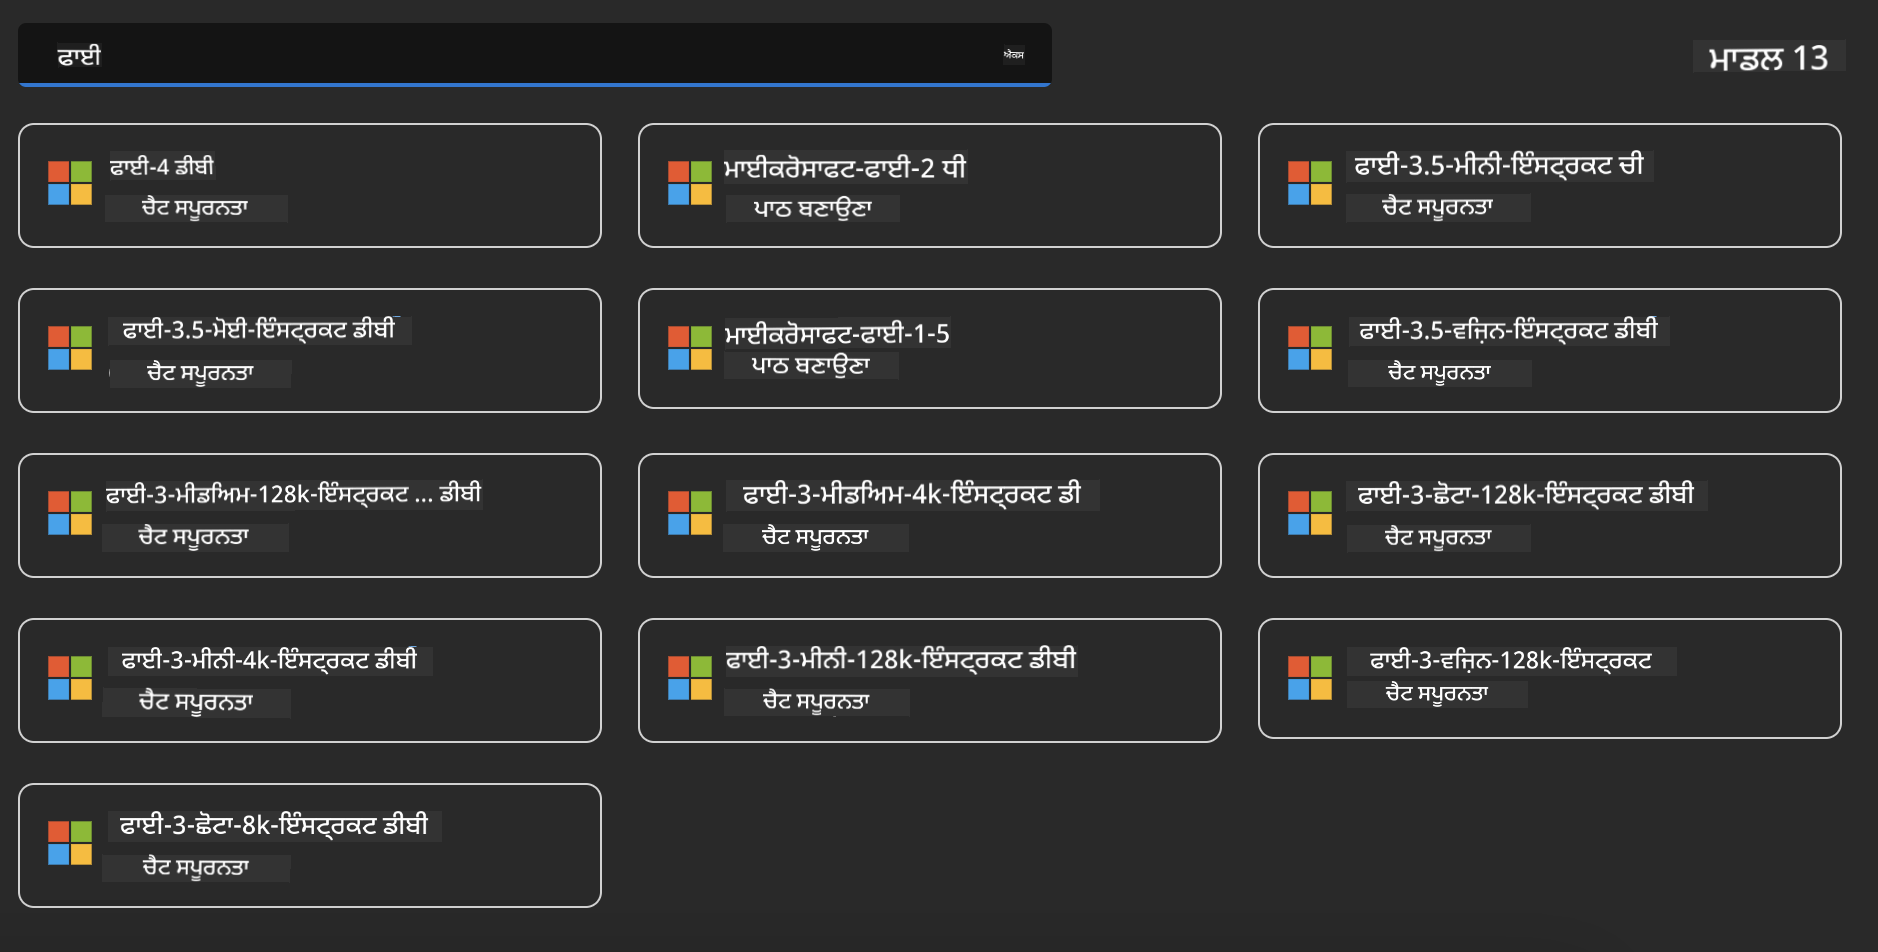 ਫਾਈ
ਐਕਸ
ਮਾਡਲ 13
ਫਾਈ-4 ਡੀਬੀ
ਚੈਟ ਸਪੂਰਨਤਾ
ਮਾਈਕਰੋਸਾਫਟ-ਫਾਈ-2 ਧੀ
ਪਾਠ ਬਣਾਉਣਾ
ਫਾਈ-3.5-ਮੀਨੀ-ਇੰਸਟ੍ਰਕਟ ਚੀ
ਚੈਟ ਸਪੂਰਨਤਾ
ਫਾਈ-3.5-ਮੋਈ-ਇੰਸਟ੍ਰਕਟ ਡੀਬੀ
ਚੈਟ ਸਪੂਰਨਤਾ
ਮਾਈਕਰੋਸਾਫਟ-ਫਾਈ-1-5
ਪਾਠ ਬਣਾਉਣਾ
ਫਾਈ-3.5-ਵਜ਼ਿਨ-ਇੰਸਟ੍ਰਕਟ ਡੀਬੀ
ਚੈਟ ਸਪੂਰਨਤਾ
ਫਾਈ-3-ਮੀਡਅਿਮ-128k-ਇੰਸਟ੍ਰਕਟ ... ਡੀਬੀ
ਚੈਟ ਸਪੂਰਨਤਾ
ਫਾਈ-3-ਮੀਡਅਿਮ-4k-ਇੰਸਟ੍ਰਕਟ ਡੀ
ਚੈਟ ਸਪੂਰਨਤਾ
ਫਾਈ-3-ਛੋਟਾ-128k-ਇੰਸਟ੍ਰਕਟ ਡੀਬੀ
ਚੈਟ ਸਪੂਰਨਤਾ
ਫਾਈ-3-ਮੀਨੀ-4k-ਇੰਸਟ੍ਰਕਟ ਡੀਬੀ
ਚੈਟ ਸਪੂਰਨਤਾ
ਫਾਈ-3-ਮੀਨੀ-128k-ਇੰਸਟ੍ਰਕਟ ਡੀਬੀ
ਚੈਟ ਸਪੂਰਨਤਾ
ਫਾਈ-3-ਵਜ਼ਿਨ-128k-ਇੰਸਟ੍ਰਕਟ
ਚੈਟ ਸਪੂਰਨਤਾ
ਫਾਈ-3-ਛੋਟਾ-8k-ਇੰਸਟ੍ਰਕਟ ਡੀਬੀ
ਚੈਟ ਸਪੂਰਨਤਾ